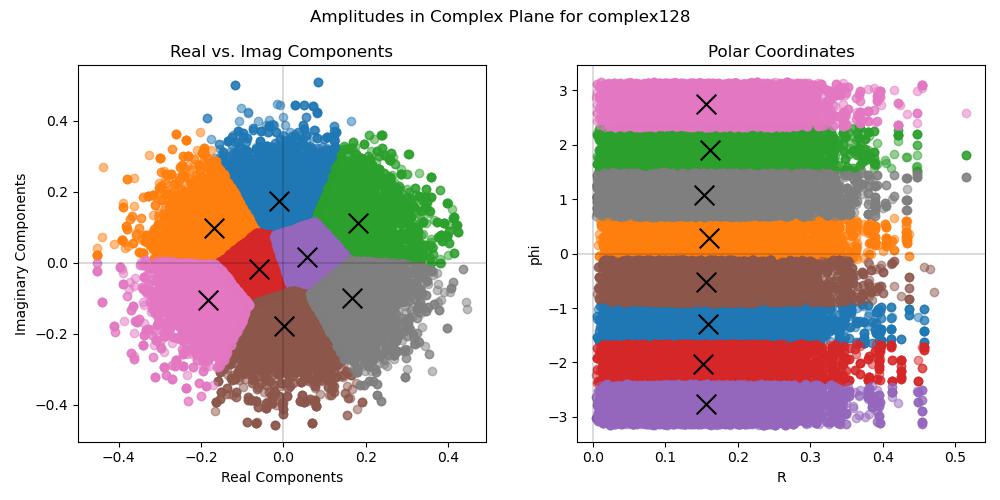 Amplitudes in Complex Plane for complex128
Real vs. Imag Components
Imaginary Components
0.4
0.2
0.0
−0.2
−0.4
−0.4 −0.2 0.0 0.2 0.4
Real Components
Polar Coordinates
phi
3
2
1
0
−1
−2
−3
0.0 0.1 0.2 0.3 0.4 0.5
R